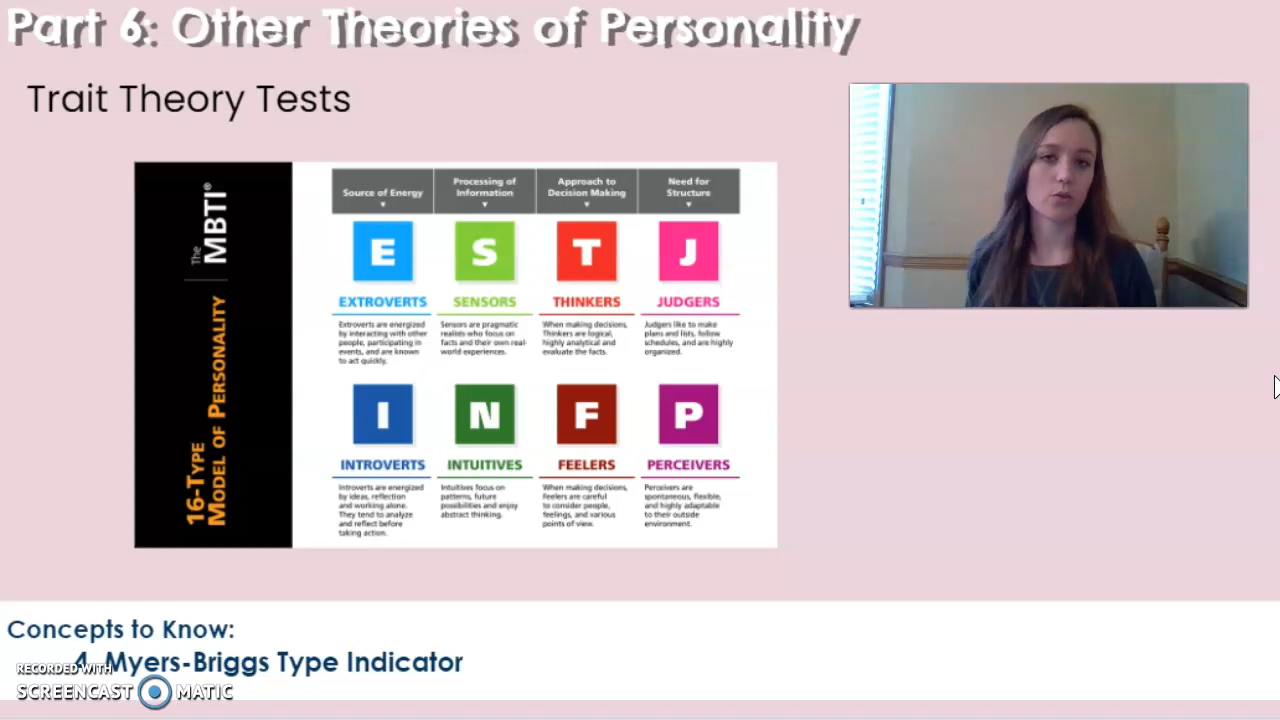 Part 6: Other Theories of Personality
Trait Theory Tests
16-Type
Model of Personality
The
MBTI®
Source of Energy
Processing of
Information
Approach to
Decision Making
Need for
Structure
E
S
T
J
EXTROVERTS
SENSORS
THINKERS
JUDGERS
Extroverts are energized
by interacting with other
people, participating in
events, and are known
to act quickly.
Sensors are pragmatic
realists who focus on
facts and their own real-
world experiences.
When making decisions,
Thinkers are logical,
highly analytical and
evaluate the facts.
Judgers like to make
plans and lists, follow
schedules, and are highly
organized.
I
N
F
P
INTROVERTS
INTUITIVES
FEELERS
PERCEIVERS
Introverts are energized
by ideas, reflection
and working alone.
They tend to analyze
and reflect before
taking action.
Intuitives focus on
patterns, future
possibilities and enjoy
abstract thinking.
When making decisions,
feelers are careful
to consider people,
feelings, and various
points of view.
Perceivers are
spontaneous, flexible,
and highly adaptable
to their outside
environment.
Concepts to Know:
4. Myers-Briggs Type Indicator
RECORDED WITH
SCREENCAST MATIC